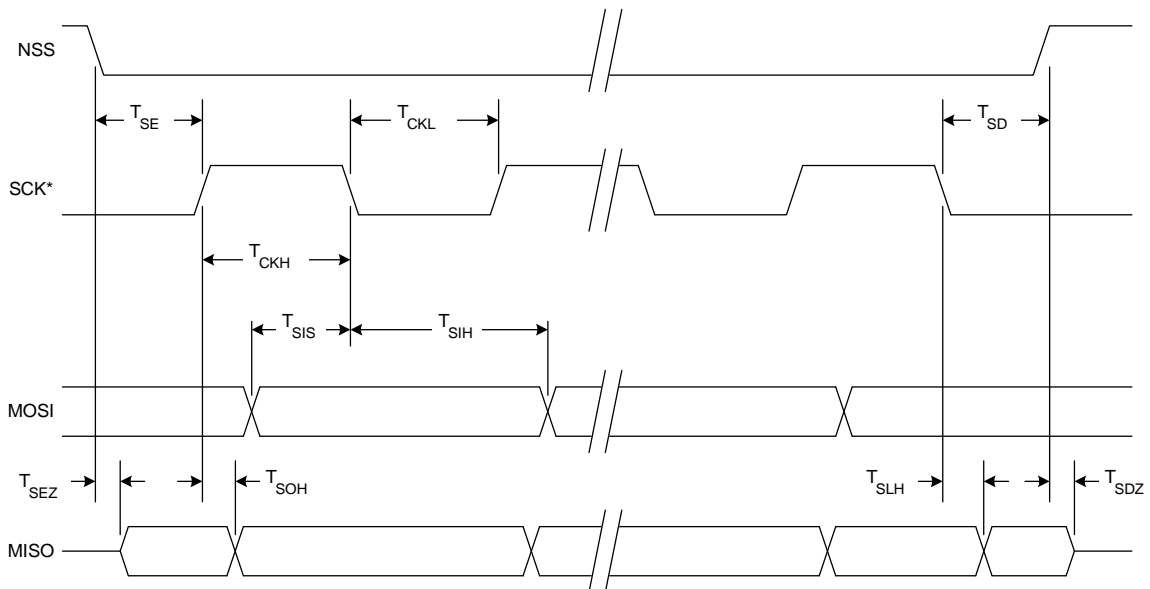 NSS
TSE
TCKL
TSD
SCK*
TCKH
TSIS
TSIH
MOSI
TSEZ
TSOH
TSLH
TSDZ
MISO